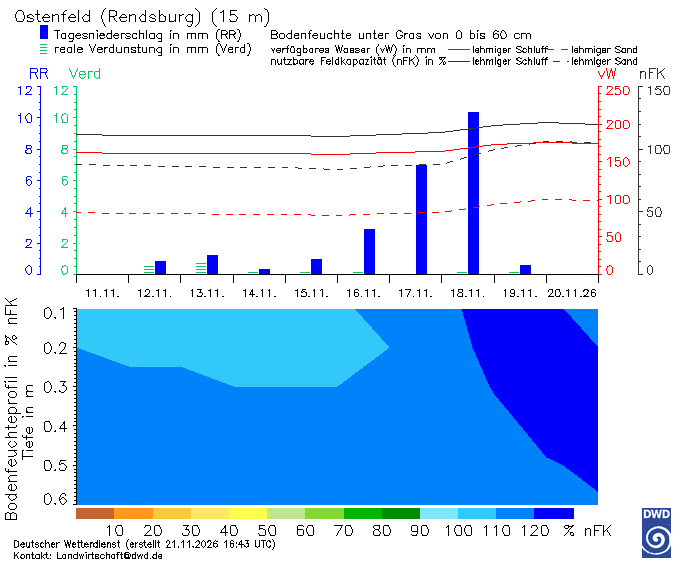 Ostenfeld (Rendsburg) (15 m)
Tagesniederschlag in mm (RR)
reale Verdunstung in mm (Verd)
Bodenfeuchte unter Gras von 0 bis 60 cm
verfügbares Wasser (vW) in mm lehmiger Schluff lehmiger Sand
nutzbare Feldkapazität (nFK) in % lehmiger Schluff lehmiger Sand
RR Verd vW nFK
12 12 250 150
10 10 200
8 8 150 100
6 6
4 4 100 50
2 2 50
0 0 0 0
11.11. 12.11. 13.11. 14.11. 15.11. 16.11. 17.11. 18.11. 19.11. 20.11.26
Bodenfeuchteprofil in % nFK
Tiefe in m
0.1
0.2
0.3
0.4
0.5
0.6
10 20 30 40 50 60 70 80 90 100 110 120 % nFK
Deutscher Wetterdienst (erstellt 21.11.2026 16:43 UTC)
Kontakt: Landwirtschaft@dwd.de
DWD